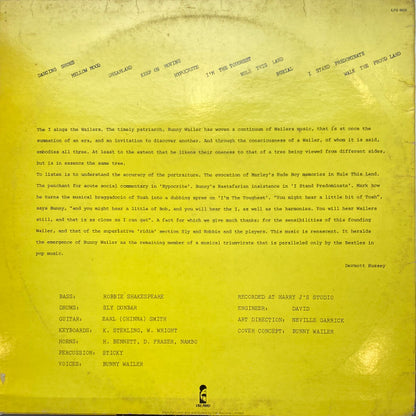 DANCING SHOES
MELLOW MOOD
DREAMLAND
KEEP ON MOVING
HYPOCRITE
I'M THE TOUGHEST
RULE THIS LAND
BURIAL
I STAND PREDOMINATE
WALK THE PROUD LAND
The I sings the Wailers. The timely patriarch, Bunny Wailer has woven a continuum of Wailers music, that is at once the
summation of an era, and an invitation to discover another. And through the consciousness of a Wailer, of whom it is said,
embodies all three. At least to the extent that he likens their oneness to that of a tree being viewed from different sides,
but is in essence the same tree.
To listen is to understand the accuracy of the portraiture. The evocation of Marley's Rude Boy memories in Rule This Land.
The penchant for acute social commentary in 'Hypocrite'. Bunny's Rastafarian insistence in 'I Stand Predominate'. Mark how
he turns the musical braggadocio of Tosh into a dubbing spree on 'I'm The Toughest'. "You might hear a little bit of Tosh",
says Bunny, "and you might hear a little of Bob, and you will hear the I, as well as the harmonies. You will hear Wailers
still, and that is as close as I can get". A fact for which we give much thanks: for the sensibilities of this founding
Wailer, and that of the superlative 'ridim' section Sly and Robbie and the players. This music is renascent. It heralds
the emergence of Bunny Wailer as the remaining member of a musical triumvirate that is paralleled only by the Beatles in
pop music.
Dermott Hussey
BASS: ROBBIE SHAKESPEARE
DRUMS: SLY DUNBAR
GUITAR: EARL (CHINNA) SMITH
KEYBOARDS: K. STERLING, W. WRIGHT
HORNS: H. BENNETT, D. FRASER, NAMBO
PERCUSSION: STICKY
VOICES: BUNNY WAILER
RECORDED AT HARRY J'S STUDIO
ENGINEER: DAVID
ART DIRECTION: NEVILLE GARRICK
COVER CONCEPT: BUNNY WAILER
ISLAND